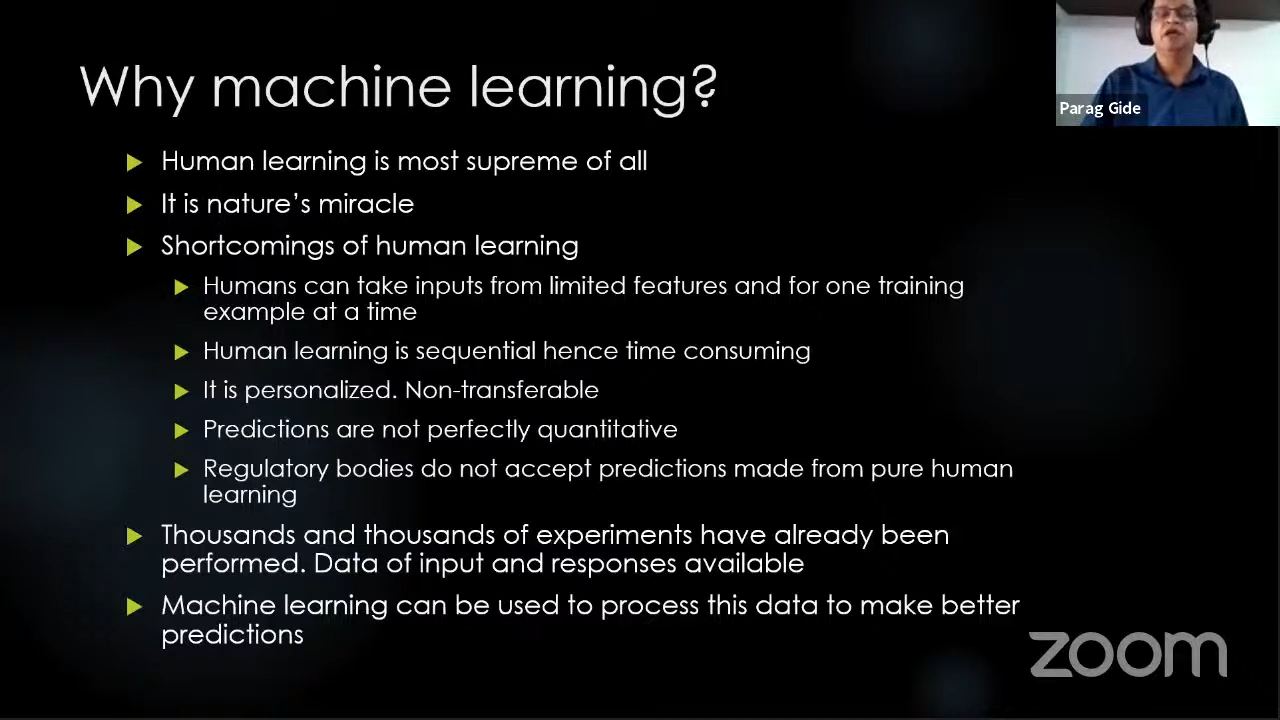 Why machine learning?
Parag Gide
Human learning is most supreme of all
It is nature's miracle
Shortcomings of human learning
Humans can take inputs from limited features and for one training
example at a time
Human learning is sequential hence time consuming
It is personalized. Non-transferable
Predictions are not perfectly quantitative
Regulatory bodies do not accept predictions made from pure human
learning
Thousands and thousands of experiments have already been
performed. Data of input and responses available
Machine learning can be used to process this data to make better
predictions
zoom